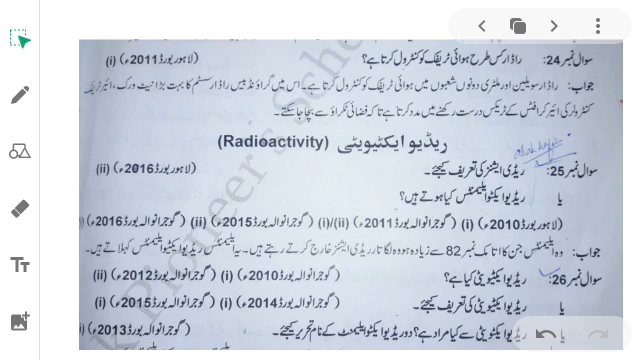 سوال نمبر 24: راڈار کس طرح ہوائی ٹریفک کو کنٹرول کرتا ہے؟ (لاہور بورڈ 2011ء) (i)
جواب: راڈار سویلین اور ملٹری دونوں شعبوں میں ہوائی ٹریفک کو کنٹرول کرتا ہے۔ اس میں گراؤنڈ بیس راڈار سسٹم کا بہت بڑا نیٹ ورک، ائیر ٹریفک
کنٹرولر کی ائیر کرافٹس کے ٹریکس درست رکھنے میں مدد کرتا ہے تاکہ فضائی ٹکراؤ سے بچا جا سکے۔
ریڈیو ایکٹیویٹی (Radioactivity)
سوال نمبر 25: ریڈی ایشنز کی تعریف کیجئے۔ (لاہور بورڈ 2016ء) (ii)
یا ریڈیو ایکٹیو ایلیمنٹس کیا ہوتے ہیں؟
(لاہور بورڈ 2010ء) (i) (گوجرانوالہ بورڈ 2011ء) (i/ii) (گوجرانوالہ بورڈ 2015ء) (ii) (گوجرانوالہ بورڈ 2016ء)
جواب: وہ ایلیمنٹس جن کا اٹامک نمبر 82 سے زیادہ ہو وہ لگاتار ریڈی ایشنز خارج کرتے رہتے ہیں۔ یہ ایلیمنٹس ریڈیو ایکٹیو ایلیمنٹس کہلاتے ہیں۔
سوال نمبر 26: ریڈیو ایکٹیویٹی کیا ہے؟ (گوجرانوالہ بورڈ 2010ء) (i) (گوجرانوالہ بورڈ 2012ء) (ii)
یا ریڈیو ایکٹیویٹی کی تعریف کیجئے۔ (گوجرانوالہ بورڈ 2014ء) (i) (گوجرانوالہ بورڈ 2015ء) (i)
یا ریڈیو ایکٹیویٹی سے کیا مراد ہے؟ دو ریڈیو ایکٹو ایلیمنٹ کے نام تحریر کیجئے۔ (گوجرانوالہ بورڈ 2013ء)